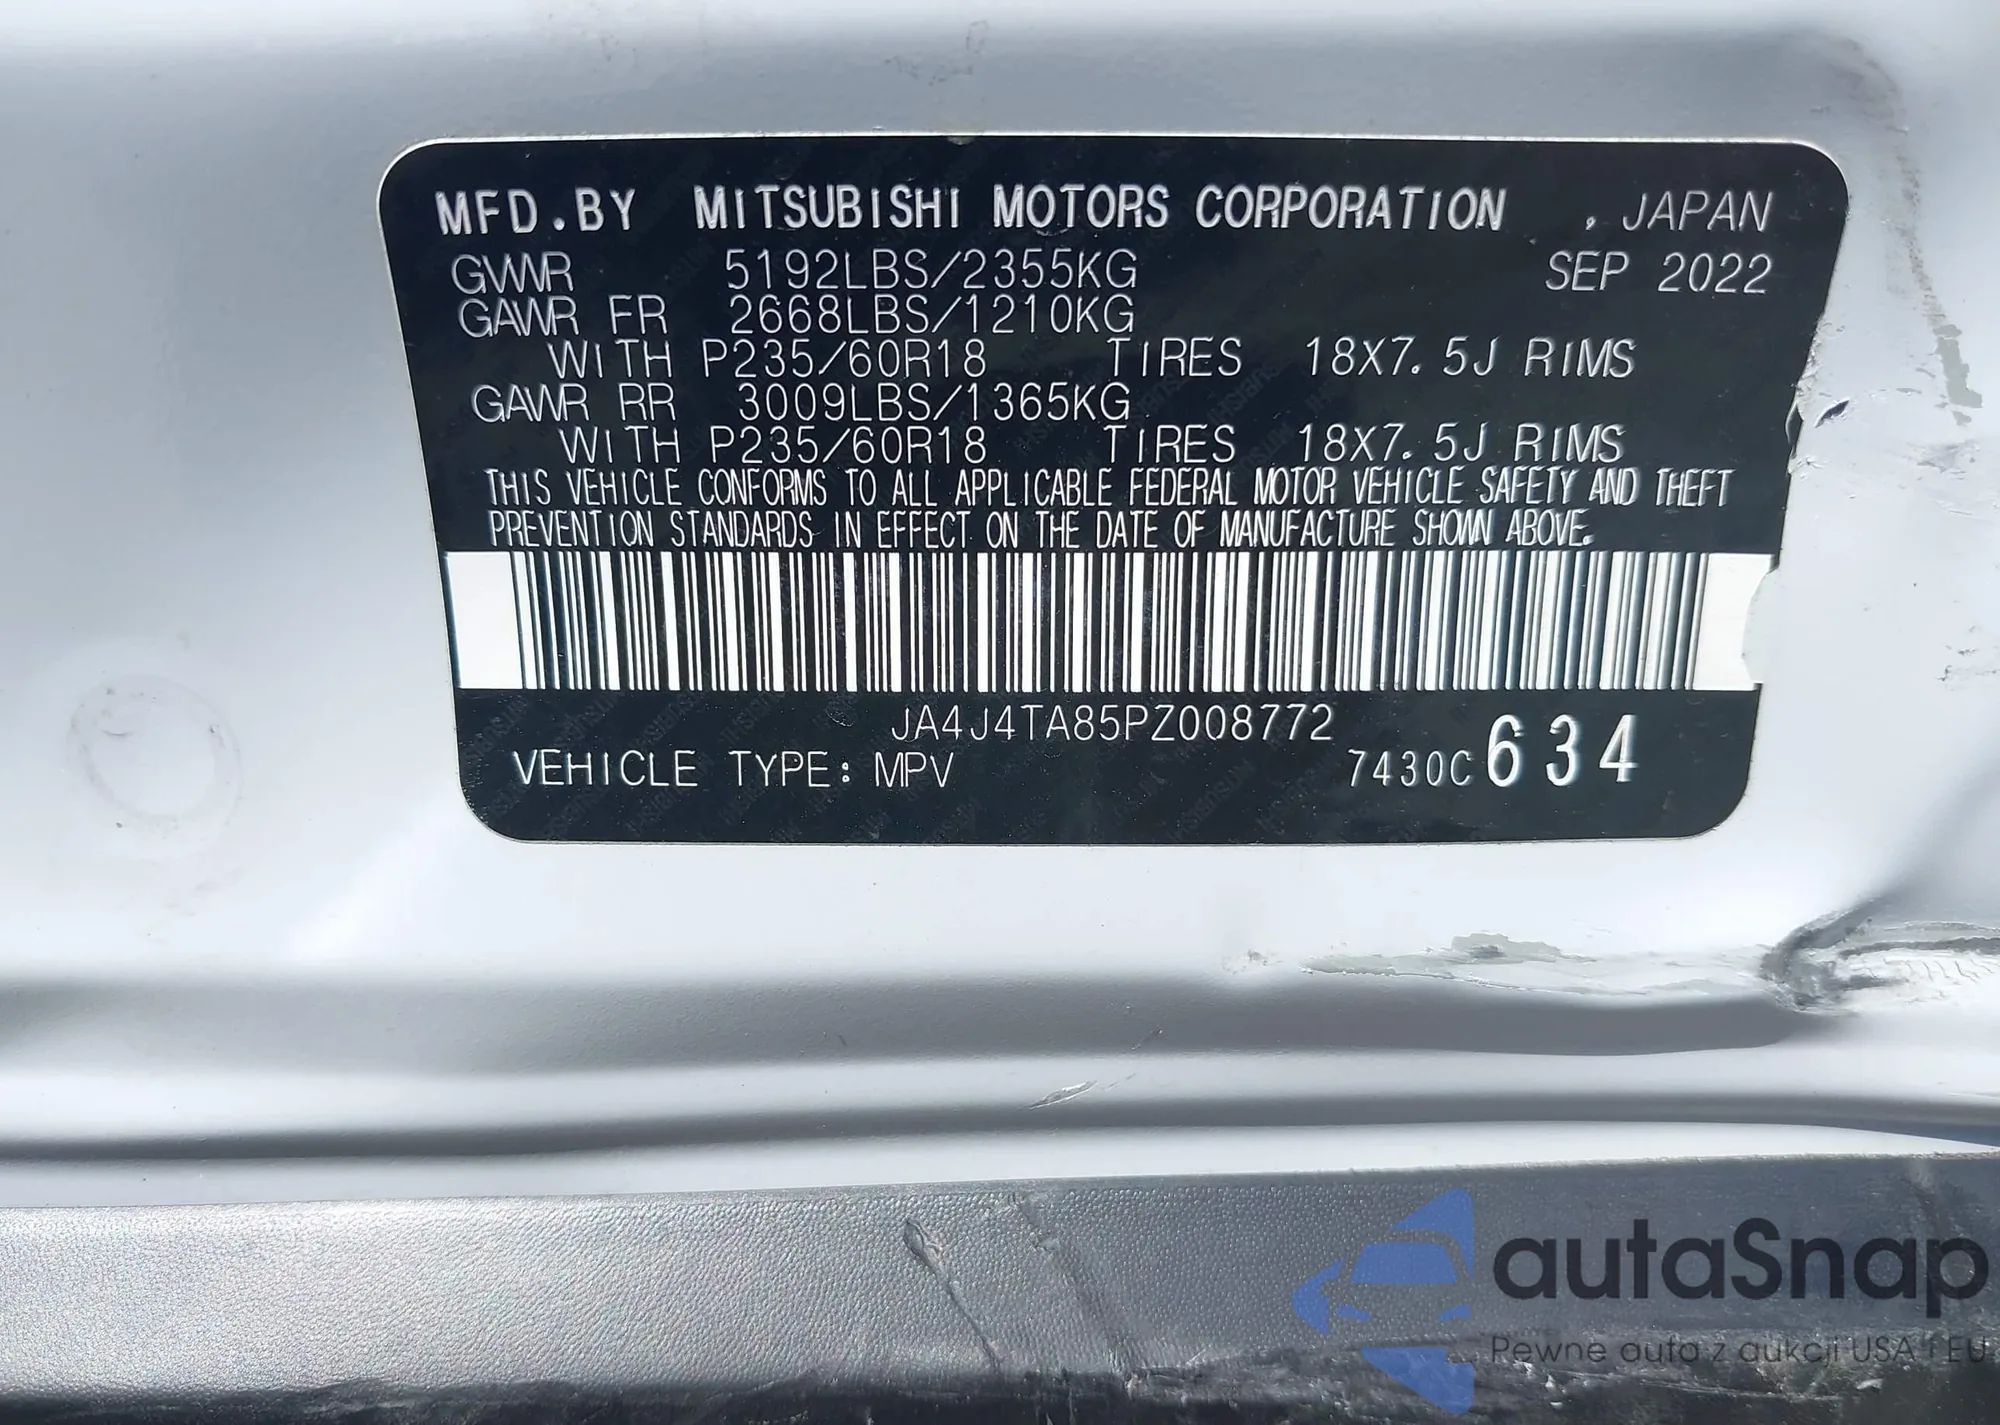 MFD.BY MITSUBISHI MOTORS CORPORATION , JAPAN
GVWR 5192LBS/2355KG SEP 2022
GAWR FR 2668LBS/1210KG
WITH P235/60R18 TIRES 18X7.5J RIMS
GAWR RR 3009LBS/1365KG
WITH P235/60R18 TIRES 18X7.5J RIMS
THIS VEHICLE CONFORMS TO ALL APPLICABLE FEDERAL MOTOR VEHICLE SAFETY AND THEFT
PREVENTION STANDARDS IN EFFECT ON THE DATE OF MANUFACTURE SHOWN ABOVE.
JA4J4TA85PZ008772
VEHICLE TYPE: MPV 7430C 634
autaSnap
Pewne auta z aukcji USA i EU